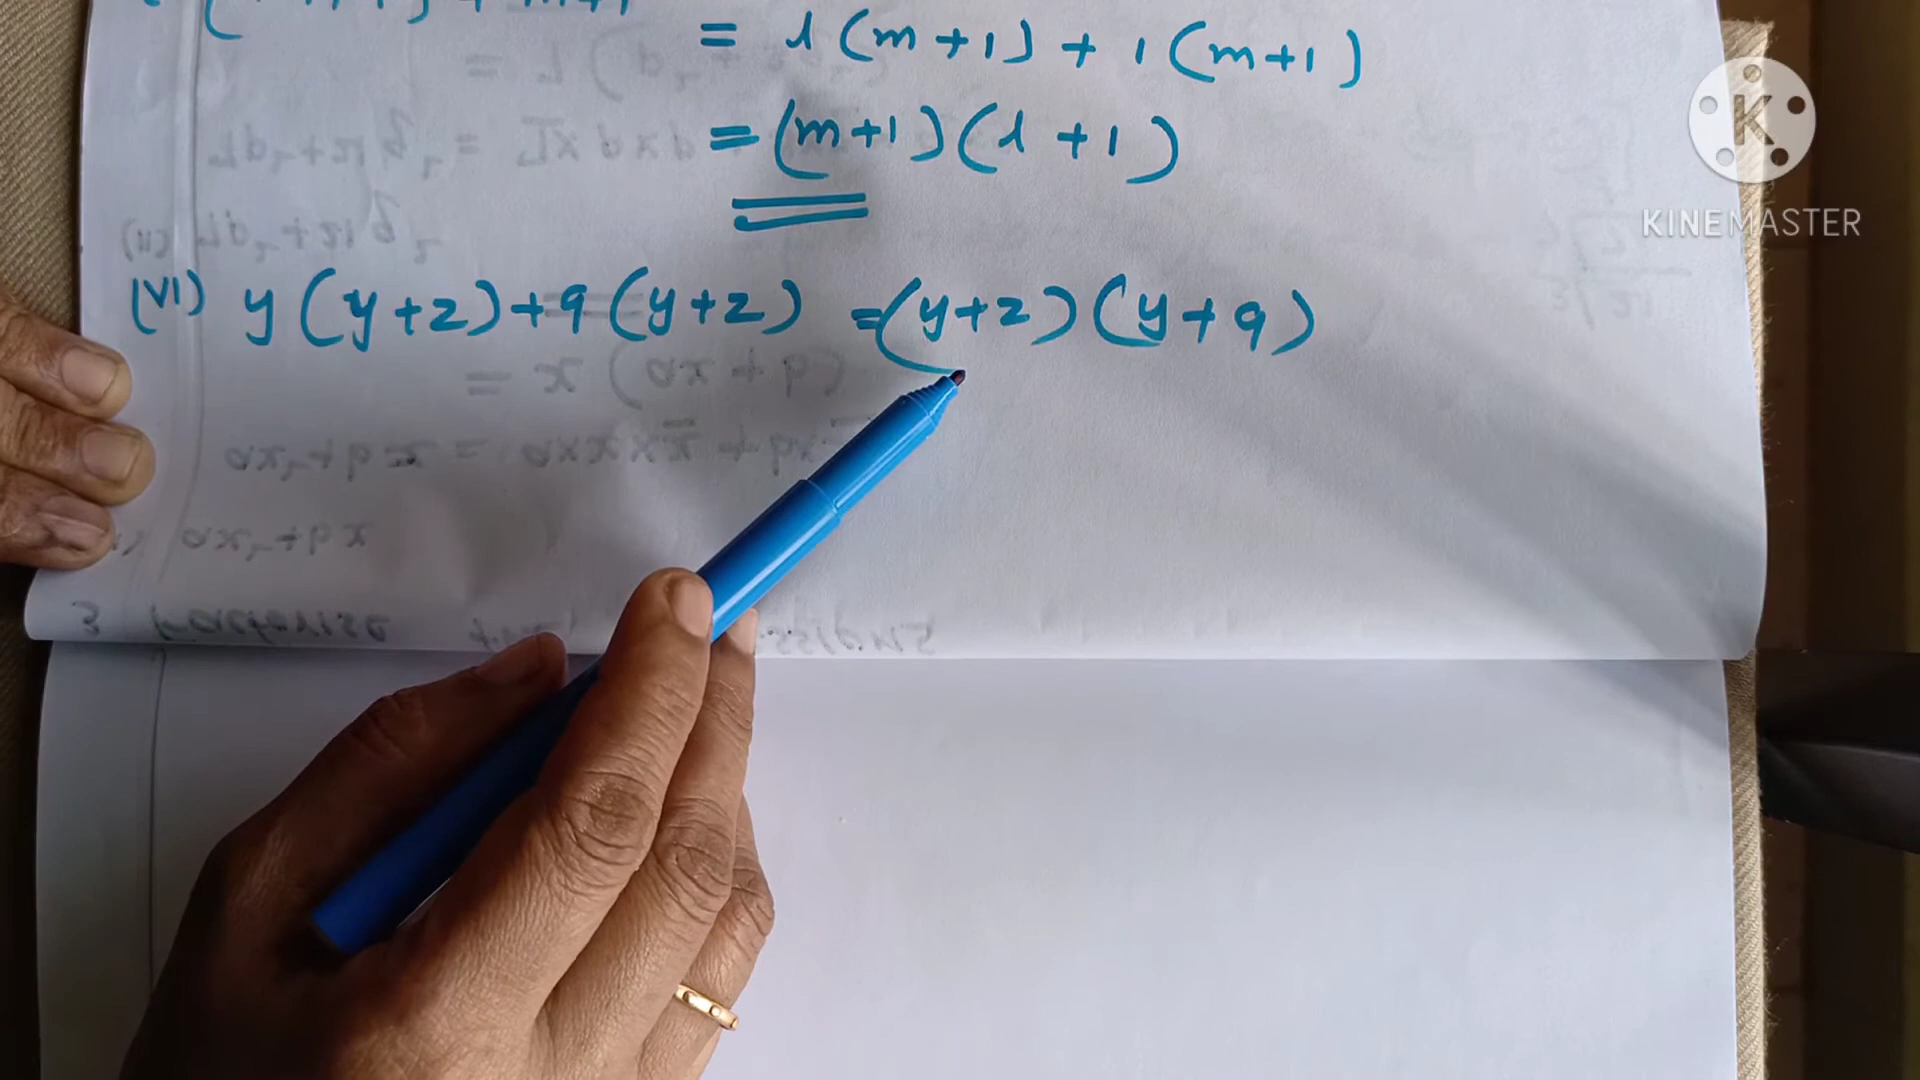 = l(m+1) + 1(m+1)
= (m+1)(l+1)
(VI) y(y+z)+9(y+z) =(y+z)(y+9)
KINEMASTER